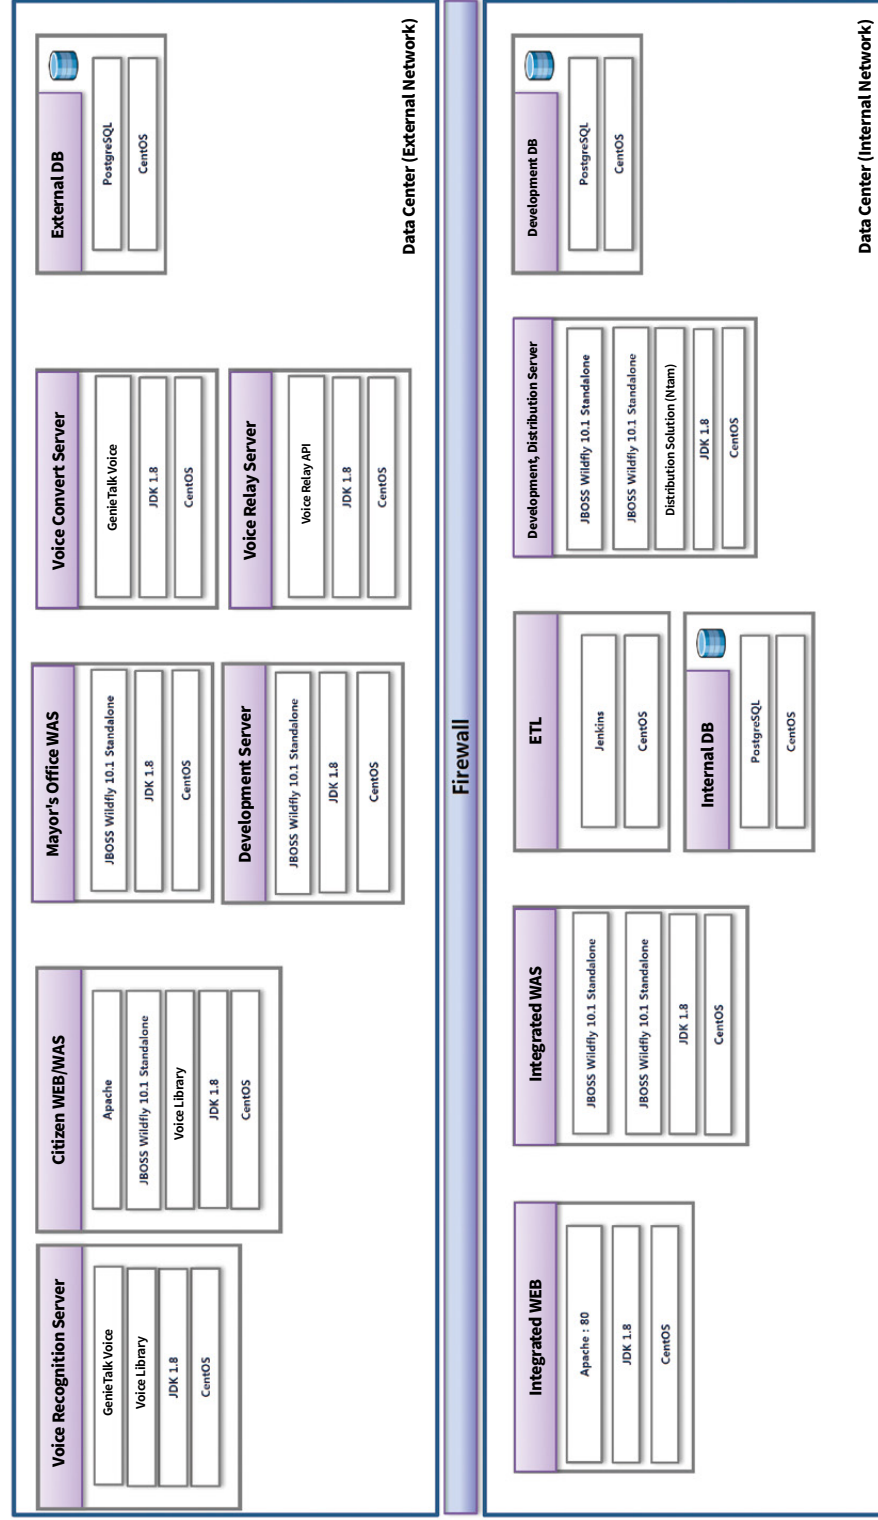 Voice Recognition Server
GenieTalk Voice
Voice Library
JDK 1.8
CentOS
Citizen WEB/WAS
Apache
JBOSS Wildfly 10.1 Standalone
Voice Library
JDK 1.8
CentOS
Mayor's Office WAS
JBOSS Wildfly 10.1 Standalone
JDK 1.8
CentOS
Development Server
JBOSS Wildfly 10.1 Standalone
JDK 1.8
CentOS
Voice Convert Server
GenieTalk Voice
JDK 1.8
CentOS
Voice Relay Server
Voice Relay API
JDK 1.8
CentOS
External DB
PostgreSQL
CentOS
Data Center (External Network)
Firewall
Integrated WEB
Apache : 80
JDK 1.8
CentOS
Integrated WAS
JBOSS Wildfly 10.1 Standalone
JBOSS Wildfly 10.1 Standalone
JDK 1.8
CentOS
ETL
Jenkins
CentOS
Internal DB
PostgreSQL
CentOS
Development, Distribution Server
JBOSS Wildfly 10.1 Standalone
JBOSS Wildfly 10.1 Standalone
Distribution Solution (Ntam)
JDK 1.8
CentOS
Development DB
PostgreSQL
CentOS
Data Center (Internal Network)